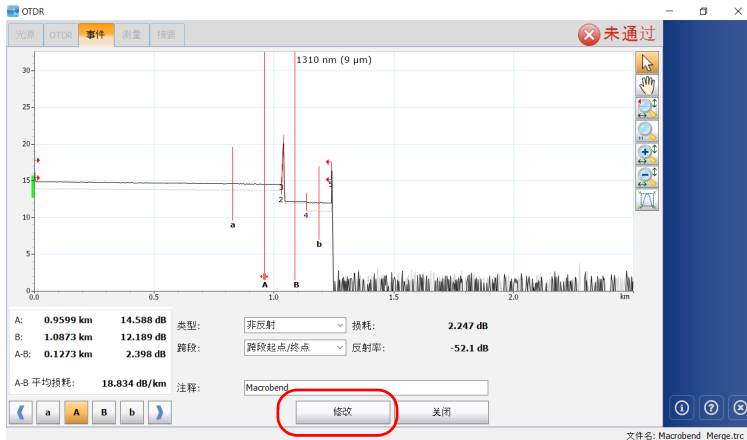 OTDR
光源 OTDR 事件 测量 摘要
未通过
1310 nm (9 µm)
30
25
20
15
10
5
0
3
2
4
5
a
b
A
B
0.0 0.5 1.0 1.5 2.0 km
A: 0.9599 km 14.588 dB
B: 1.0873 km 12.189 dB
A-B: 0.1273 km 2.398 dB
A-B 平均损耗: 18.834 dB/km
类型: 非反射 损耗: 2.247 dB
跨段: 跨段起点/终点 反射率: -52.1 dB
注释: Macrobend
a A B b
修改 关闭
文件名: Macrobend_Merge.trc